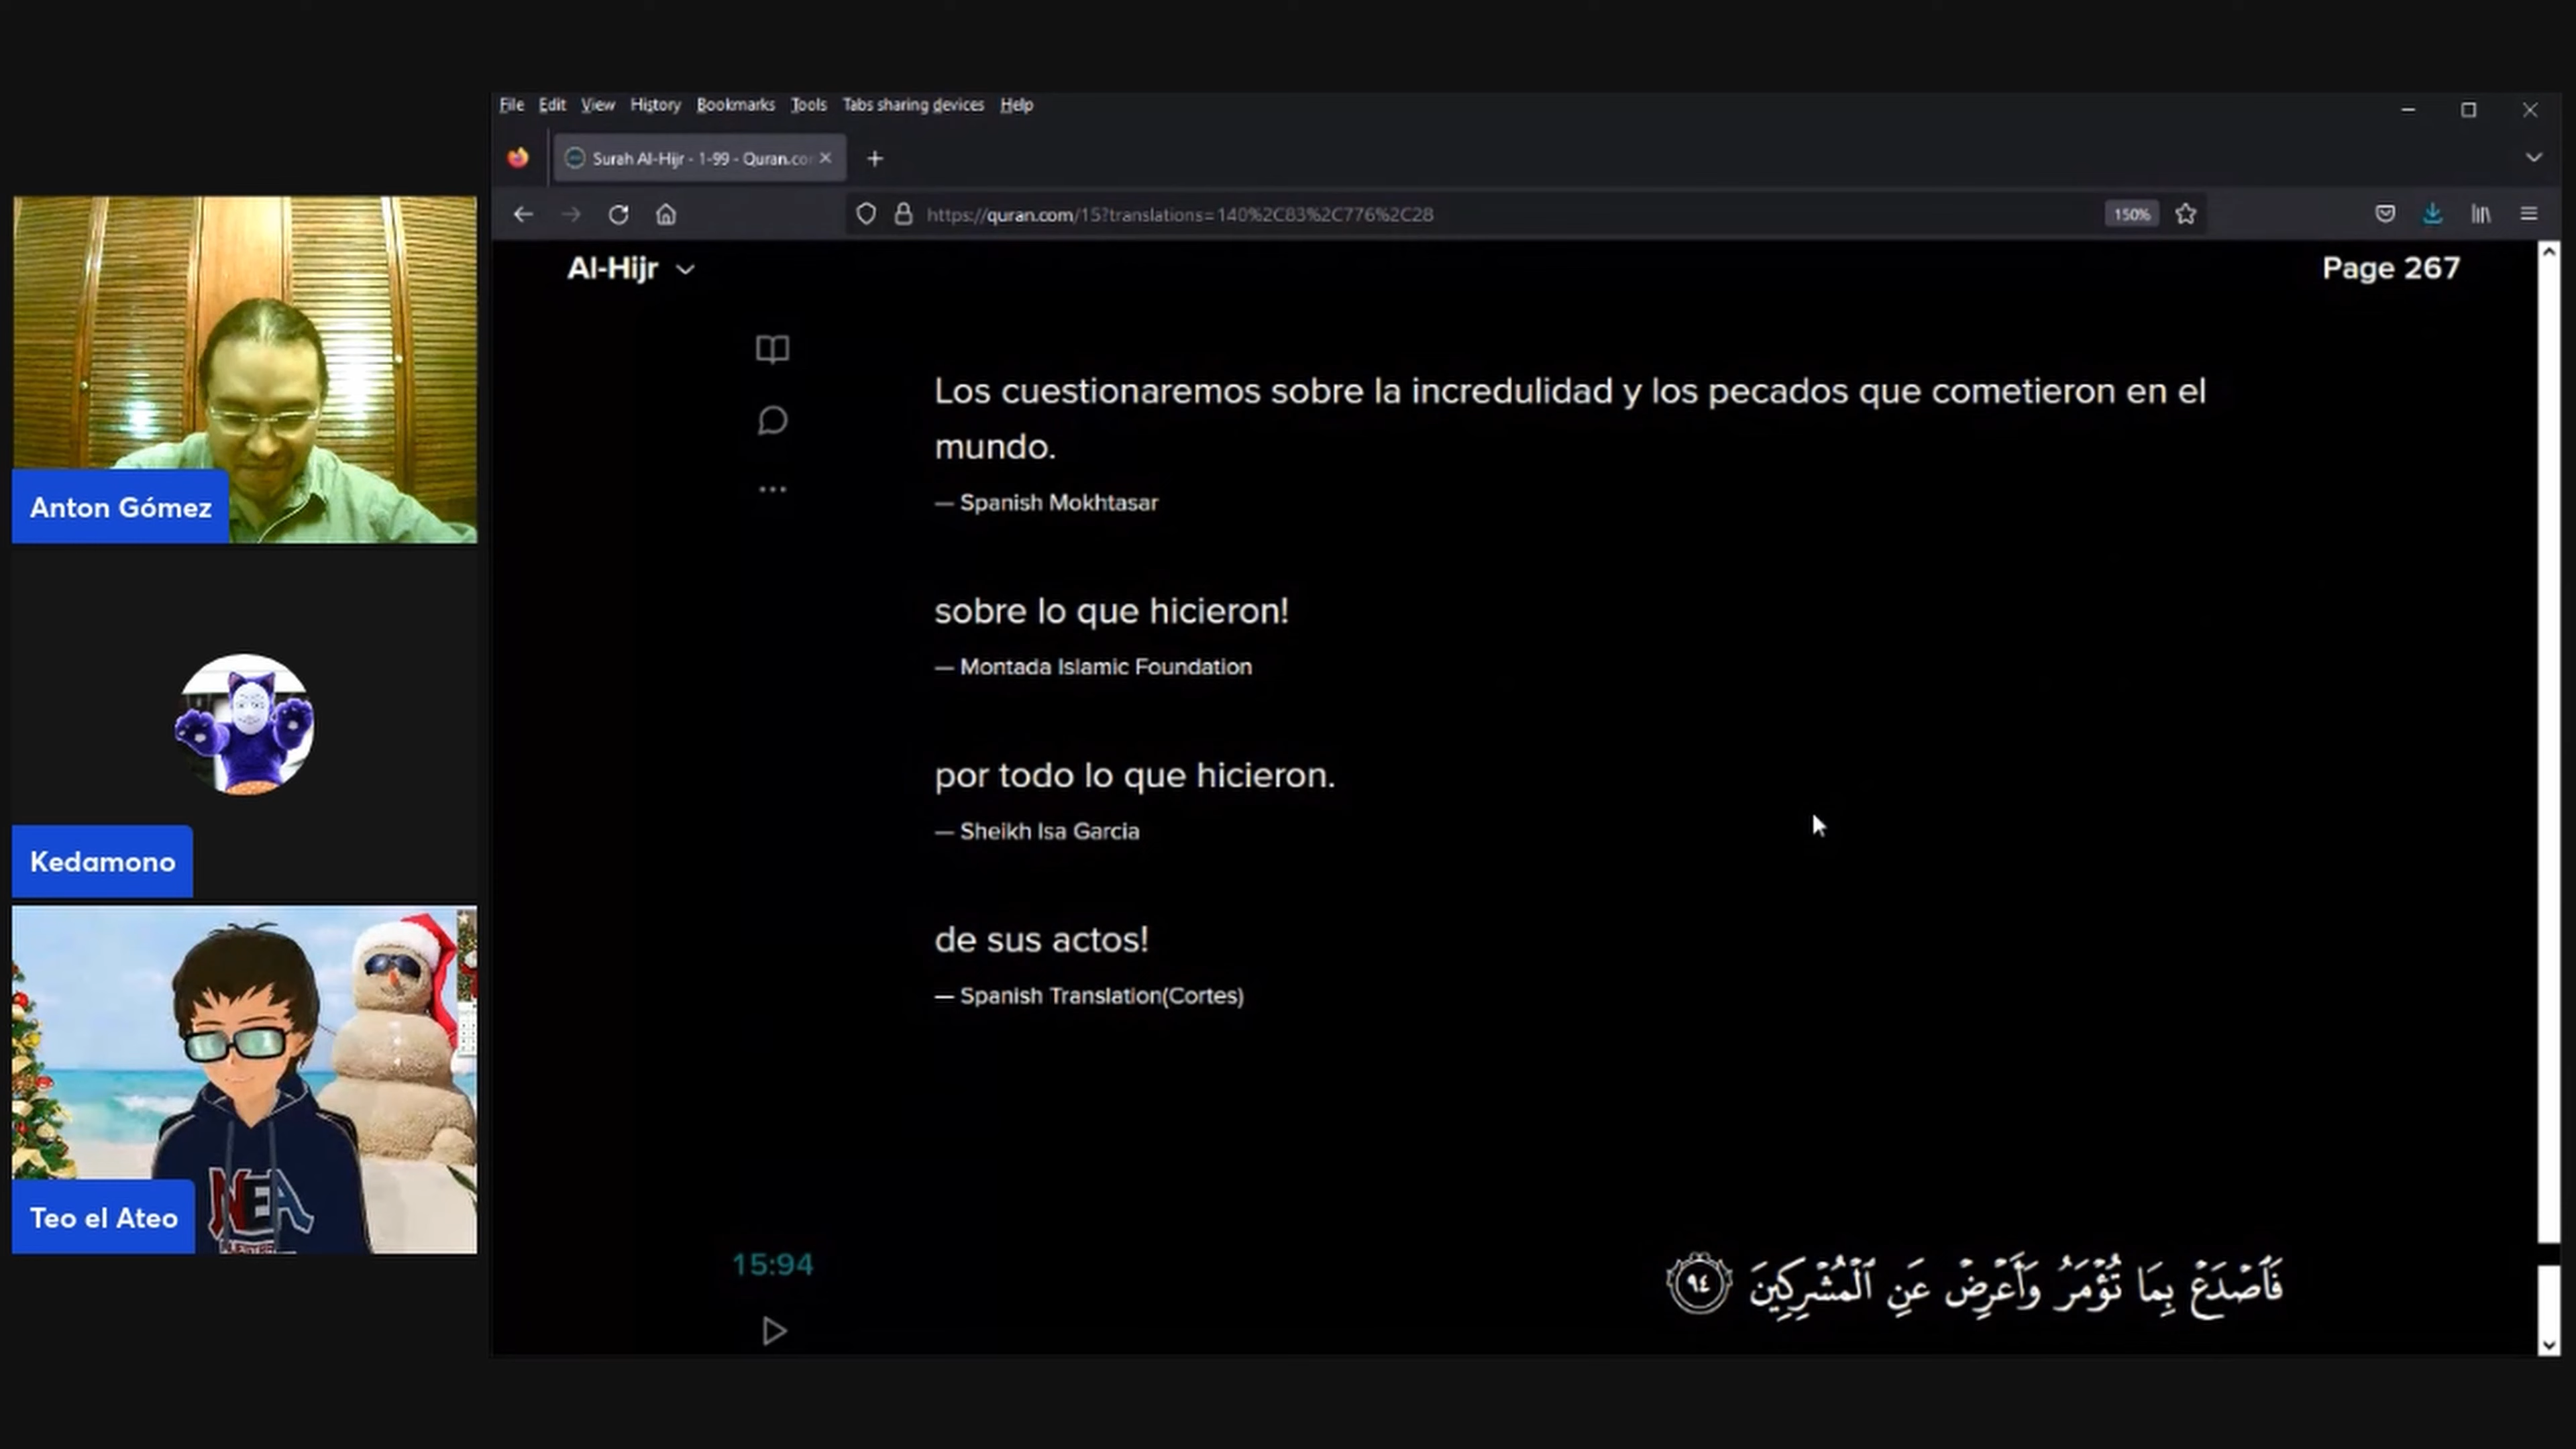 File Edit View History Bookmarks Tools Tabs sharing devices Help
Surah Al-Hijr - 1-99 - Quran.co
https://quran.com/15?translations=140%2C83%2C776%2C28
150%
Al-Hijr
Page 267
Los cuestionaremos sobre la incredulidad y los pecados que cometieron en el
mundo.
— Spanish Mokhtasar
sobre lo que hicieron!
— Montada Islamic Foundation
por todo lo que hicieron.
— Sheikh Isa Garcia
de sus actos!
— Spanish Translation(Cortes)
15:94
فَٱصْدَعْ بِمَا تُؤْمَرُ وَأَعْرِضْ عَنِ ٱلْمُشْرِكِينَ ٩٤
Anton Gómez
Kedamono
NEA
Teo el Ateo